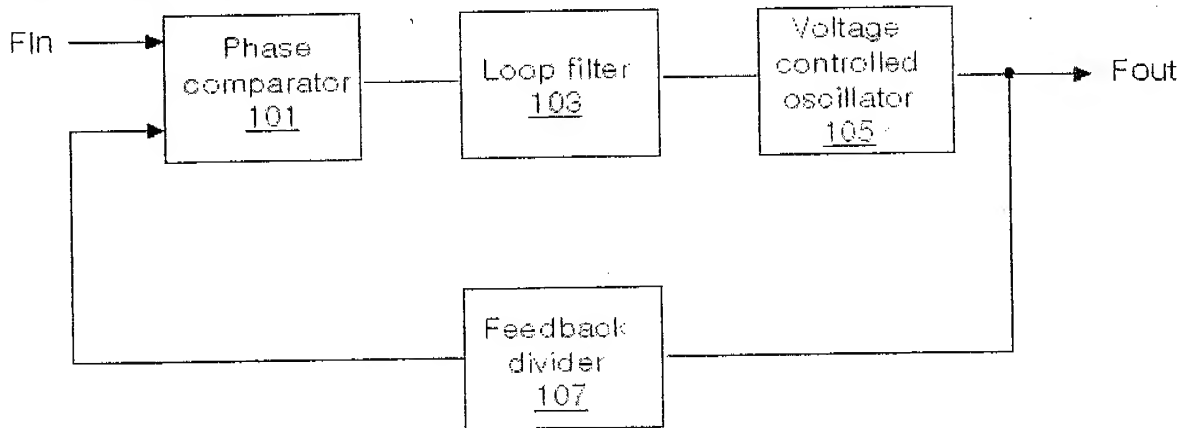 FIn
Phase
comparator
101
Loop filter
103
Voltage
controlled
oscillator
105
Fout
Feedback
divider
107